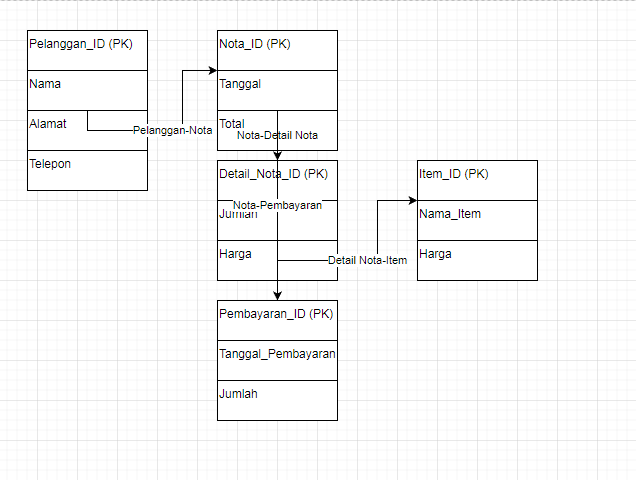 Pelanggan_ID (PK)
Nama
Alamat
Telepon
Pelanggan-Nota
Nota_ID (PK)
Tanggal
Total
Nota-Detail Nota
Detail_Nota_ID (PK)
Nota-Pembayaran
Jumlah
Harga
Detail Nota-Item
Item_ID (PK)
Nama_Item
Harga
Pembayaran_ID (PK)
Tanggal_Pembayaran
Jumlah